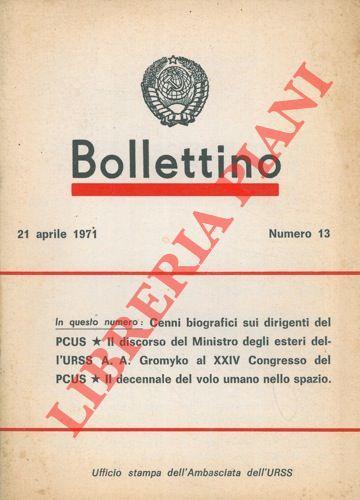 Bollettino
21 aprile 1971
Numero 13
In questo numero: Cenni biografici sui dirigenti del
PCUS ★ Il discorso del Ministro degli esteri del-
l'URSS A. A. Gromyko al XXIV Congresso del
PCUS ★ Il decennale del volo umano nello spazio.
Ufficio stampa dell'Ambasciata dell'URSS
LIBRERIA PIANI